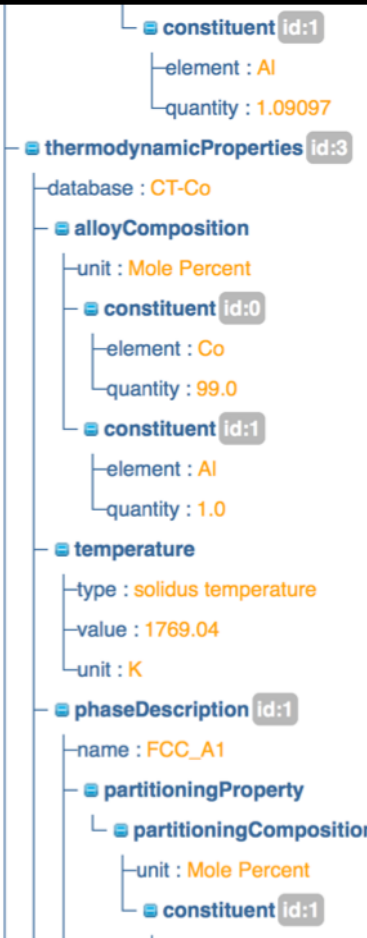 constituent id:1
element : Al
quantity : 1.09097
thermodynamicProperties id:3
database : CT-Co
alloyComposition
unit : Mole Percent
constituent id:0
element : Co
quantity : 99.0
constituent id:1
element : Al
quantity : 1.0
temperature
type : solidus temperature
value : 1769.04
unit : K
phaseDescription id:1
name : FCC_A1
partitioningProperty
partitioningComposition
unit : Mole Percent
constituent id:1